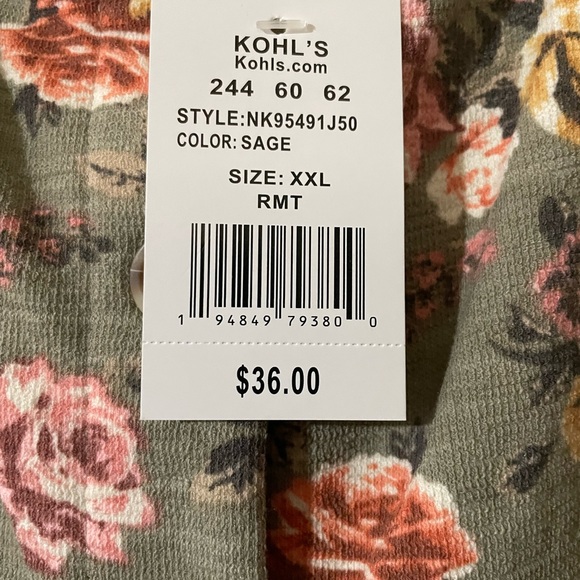 KOHL'S
Kohls.com
244 60 62
STYLE:NK95491J50
COLOR: SAGE
SIZE: XXL
RMT
1 94849 79380 0
$36.00